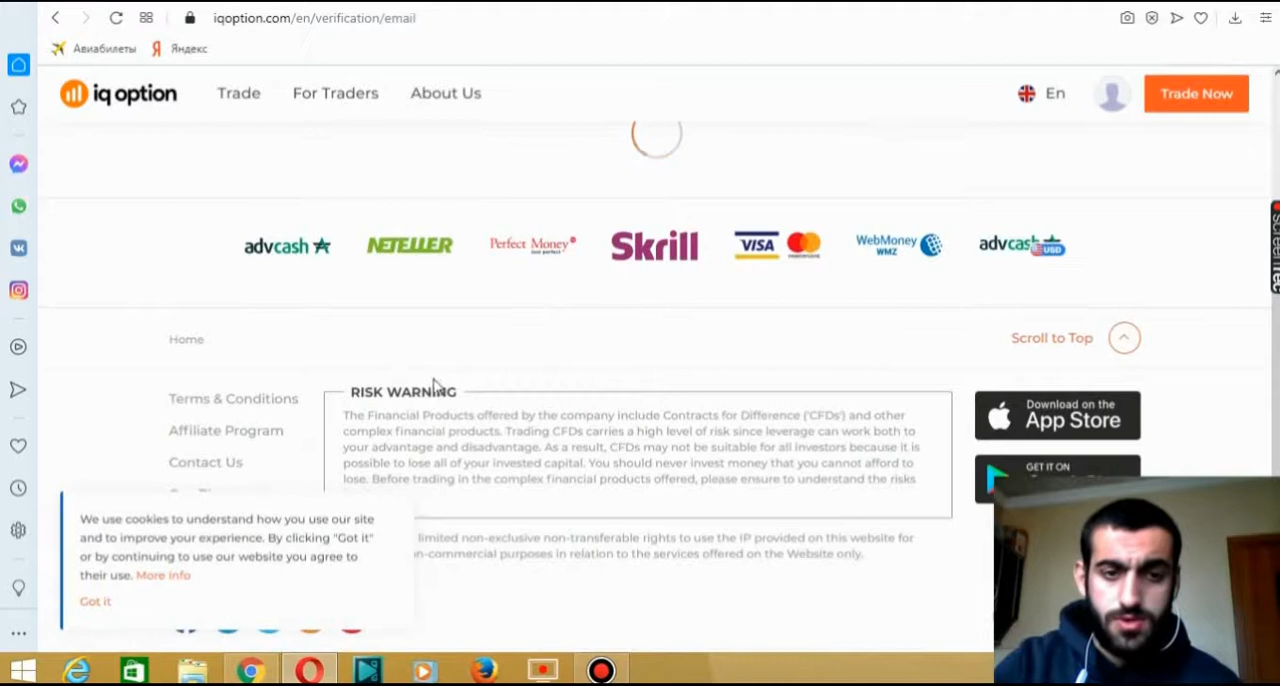 iqoption.com/en/verification/email
Авиабилеты Я Яндекс
iq option Trade For Traders About Us En Trade Now
advcash NETELLER Perfect Money Skrill VISA WebMoney WMZ advcash USD
Home Scroll to Top
RISK WARNING
Terms & Conditions
Affiliate Program
Contact Us
The Financial Products offered by the company include Contracts for Difference ('CFDs') and other
complex financial products. Trading CFDs carries a high level of risk since leverage can work both to
your advantage and disadvantage. As a result, CFDs may not be suitable for all investors because it is
possible to lose all of your invested capital. You should never invest money that you cannot afford to
lose. Before trading in the complex financial products offered, please ensure to understand the risks
Download on the
App Store
GET IT ON
We use cookies to understand how you use our site
and to improve your experience. By clicking "Got it"
or by continuing to use our website you agree to
their use. More info
Got it
limited non-exclusive non-transferable rights to use the IP provided on this website for
n-commercial purposes in relation to the services offered on the Website only.